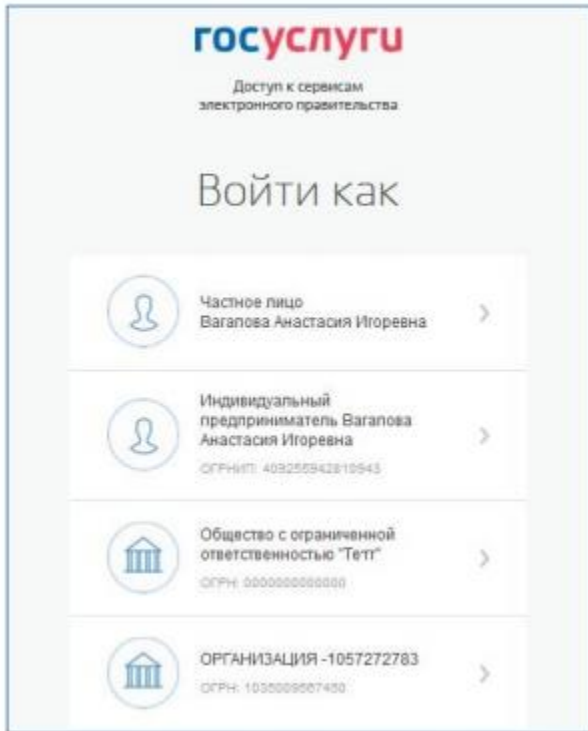 госуслуги
Доступ к сервисам
электронного правительства
Войти как
Частное лицо
Вагапова Анастасия Игоревна
Индивидуальный
предприниматель Вагапова
Анастасия Игоревна
ОГРНИП: 409255942810943
Общество с ограниченной
ответственностью "Тетт"
ОГРН: 0000000000000
ОРГАНИЗАЦИЯ -1057272783
ОГРН: